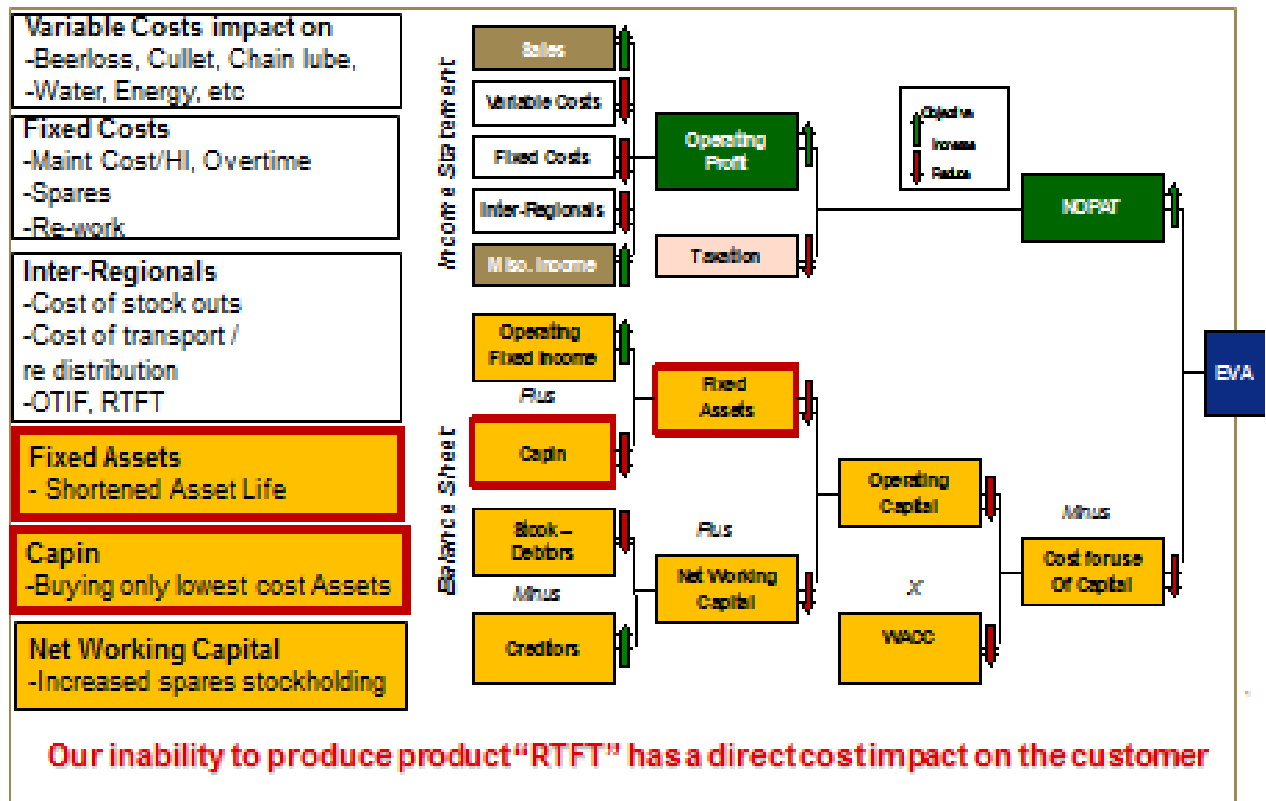 Variable Costs impact on
-Beerloss, Cullet, Chain lube,
-Water, Energy, etc
Fixed Costs
-Maint Cost/HI, Overtime
-Spares
-Re-work
Inter-Regionals
-Cost of stock outs
-Cost of transport /
re distribution
-OTIF, RTFT
Fixed Assets
- Shortened Asset Life
Capin
-Buying only lowest cost Assets
Net Working Capital
-Increased spares stockholding
Income Statement
Sales
Variable Costs
Fixed Costs
Inter-Regionals
Misc. Income
Operating
Profit
Taxation
Objective
Increase
Reduce
NOPAT
EVA
Balance Sheet
Operating
Fixed Income
Plus
Capin
Fixed
Assets
Stock –
Debtors
Minus
Creditors
Plus
Net Working
Capital
Operating
Capital
X
WACC
Minus
Cost for use
Of Capital
Our inability to produce product “RTFT” has a direct cost impact on the customer